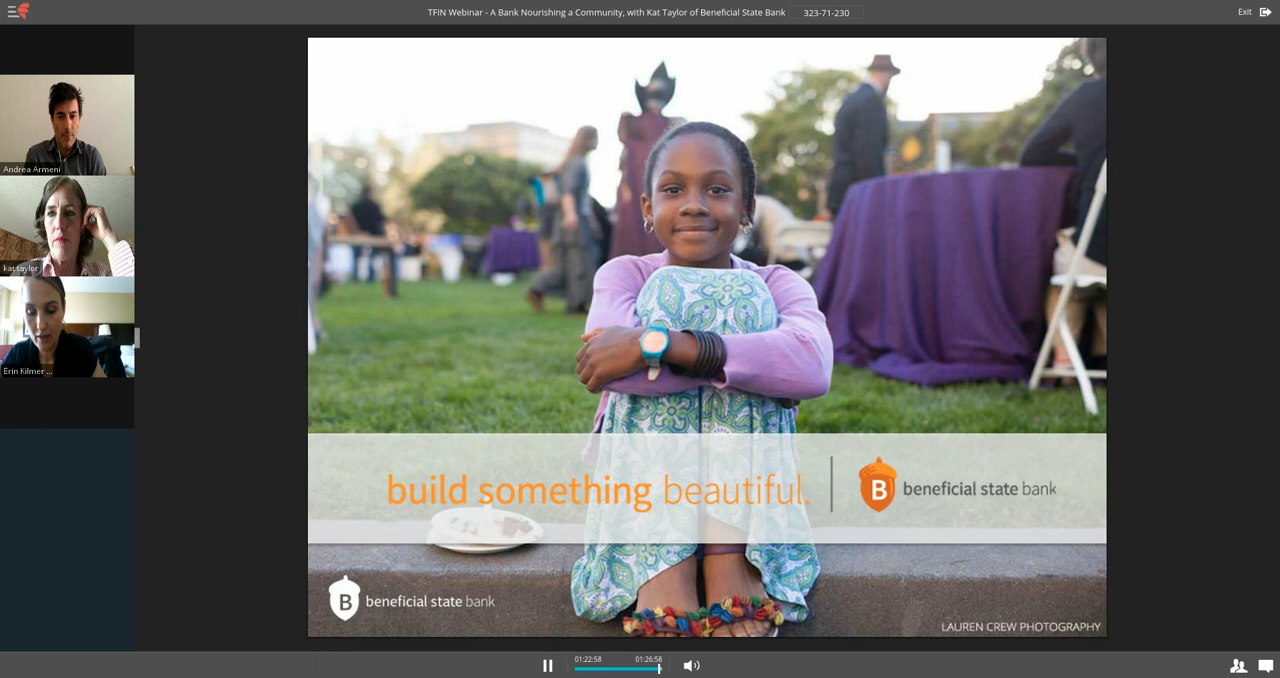 TFIN Webinar - A Bank Nourishing a Community, with Kat Taylor of Beneficial State Bank 323-71-230
Exit
Andrea Armeni
kat taylor
Erin Kilmer ...
build something beautiful.
B beneficial state bank
B beneficial state bank
LAUREN CREW PHOTOGRAPHY
01:22:58 01:26:58